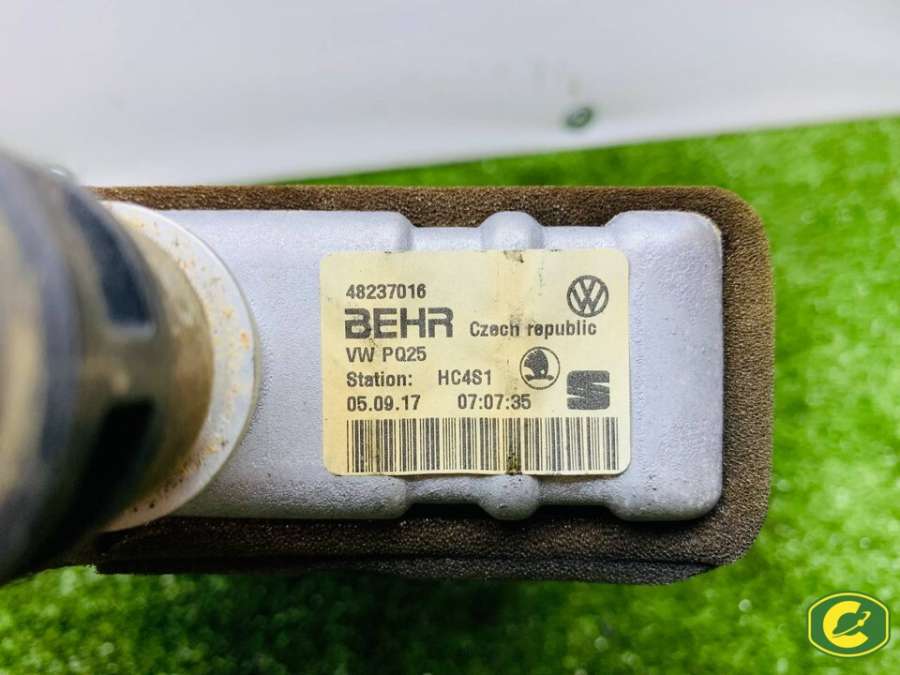 48237016
BEHR Czech republic
VW PQ25
Station: HC4S1
05.09.17 07:07:35